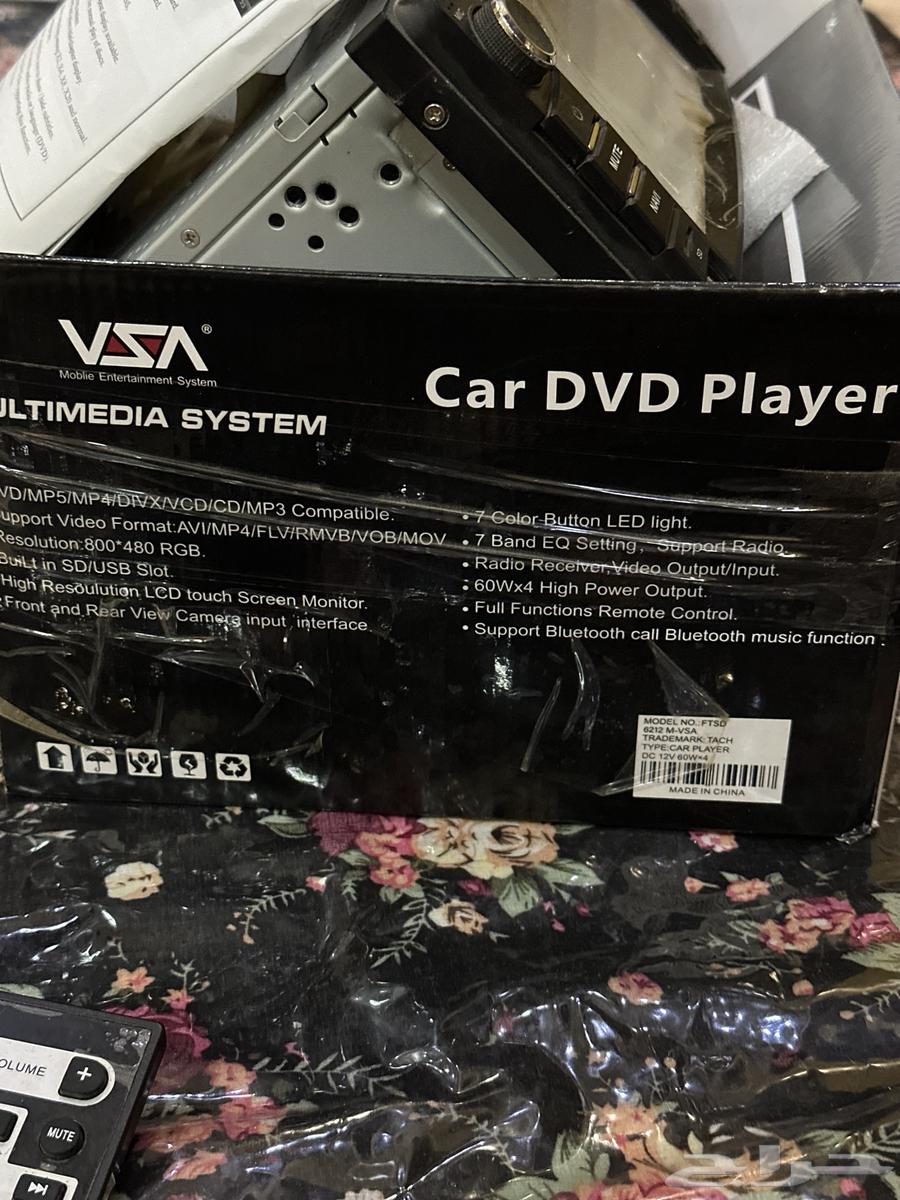 MUTE
NAVI
VSA®
Moblie Entertainment System
ULTIMEDIA SYSTEM
Car DVD Player
VD/MP5/MP4/DIVX/VCD/CD/MP3 Compatible.
upport Video Format:AVI/MP4/FLV/RMVB/VOB/MOV
Resolution:800*480 RGB.
BuiLt in SD/USB Slot.
High Resoulution LCD touch Screen Monitor.
Front and Rear View Camera input interface
• 7 Color Button LED light.
• 7 Band EQ Setting, Support Radio.
• Radio Receiver,Video Output/Input.
• 60Wx4 High Power Output.
• Full Functions Remote Control.
• Support Bluetooth call Bluetooth music function
MODEL NO.: FTSD
6212 M-VSA
TRADEMARK: TACH
TYPE:CAR PLAYER
DC 12V 60W×4
MADE IN CHINA
OLUME
+
MUTE
حراج